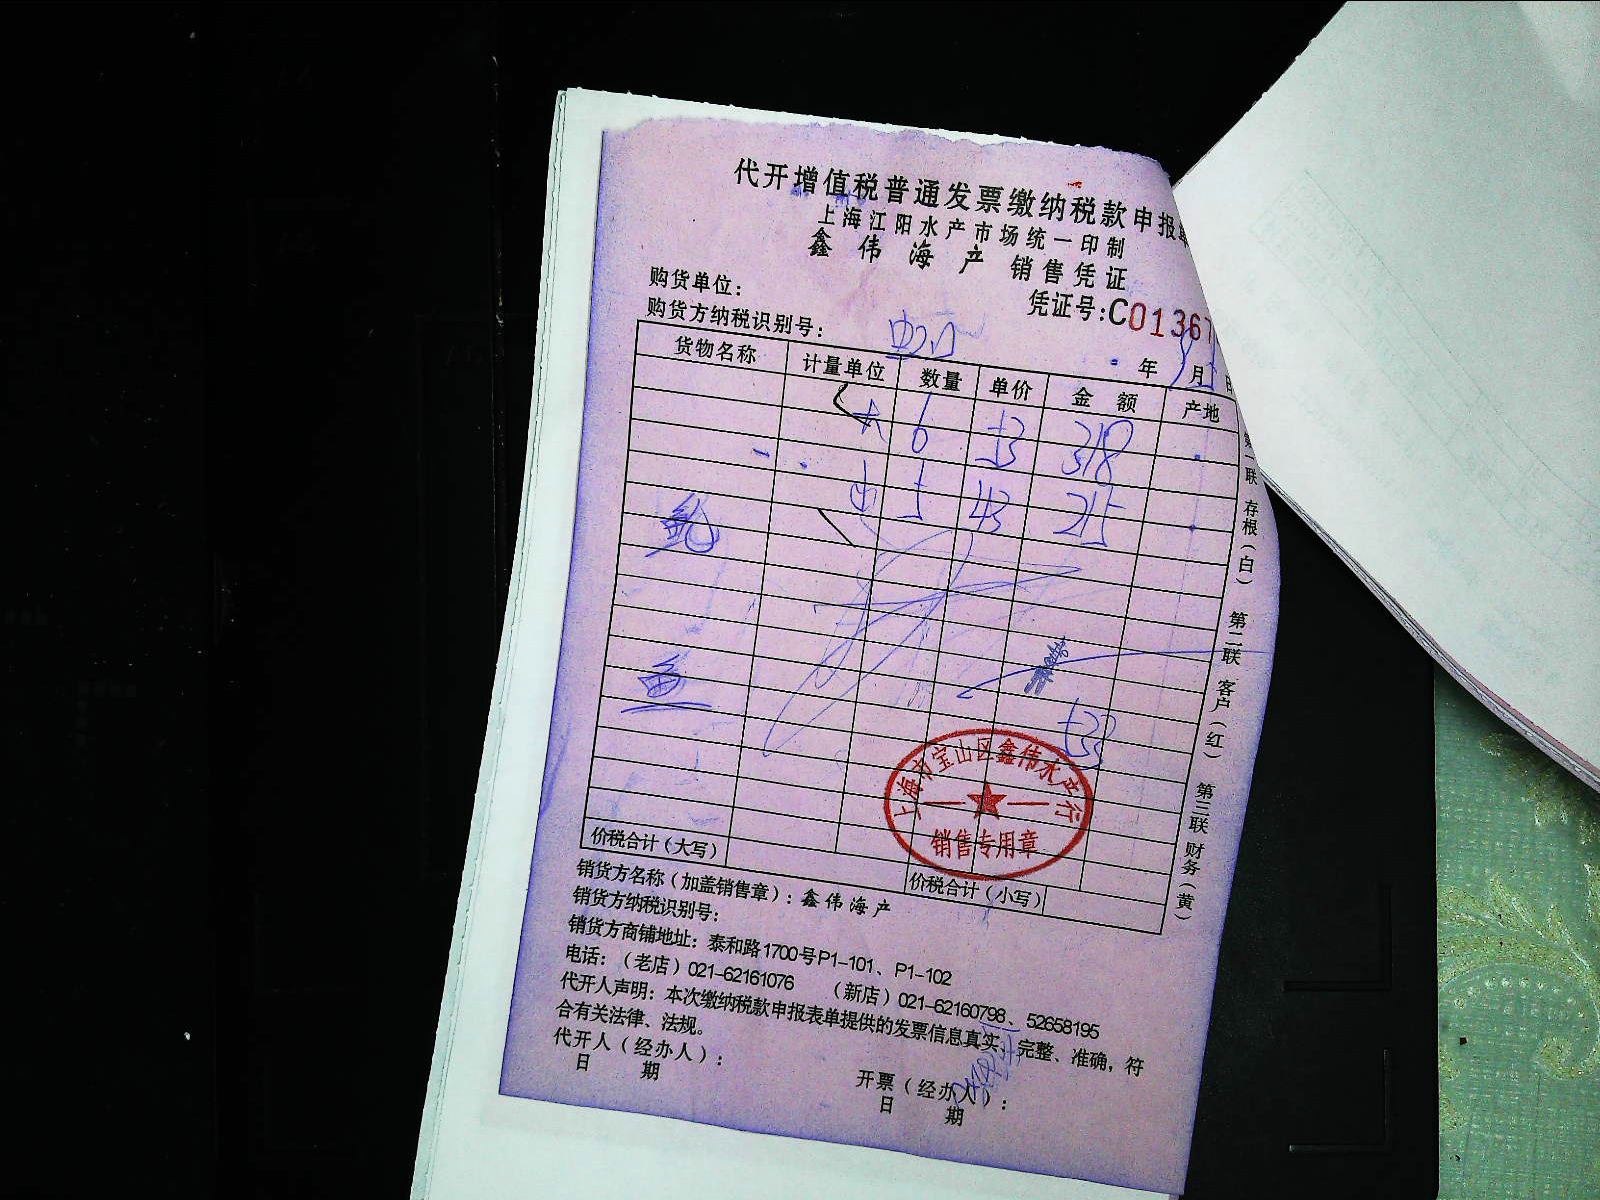 代开增值税普通发票缴纳税款申报
上海江阳水产市场统一印制
鑫伟海产销售凭证
购货单位：
凭证号：C01367
购货方纳税识别号：
年 月
货物名称 计量单位 数量 单价 金额 产地
大 6 53 318
中 5 43 215
鱼
533
上海市宝山区鑫伟水产行
销售专用章
价税合计（大写）
价税合计（小写）
销货方名称（加盖销售章）：鑫伟海产
销货方纳税识别号：
销货方商铺地址：泰和路1700号P1-101、P1-102
电话：（老店）021-62161076 （新店）021-62160798、52658195
代开人声明：本次缴纳税款申报表单提供的发票信息真实、完整、准确，符
合有关法律、法规。
代开人（经办人）：
开票（经办人）：
日 期
日 期
第一联 存根（白） 第二联 客户（红） 第三联 财务（黄）